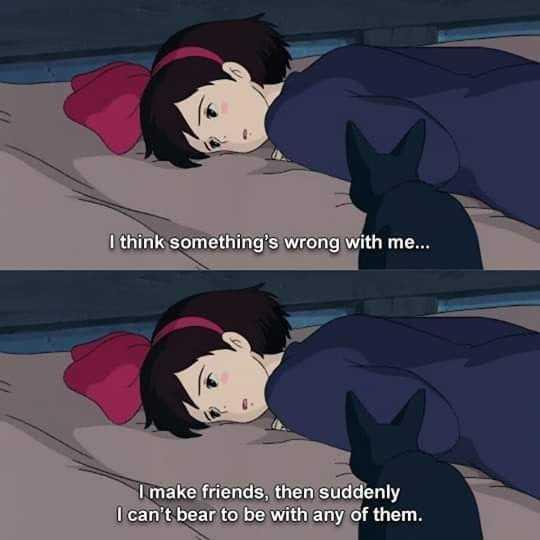 I think something's wrong with me...
I make friends, then suddenly
I can't bear to be with any of them.